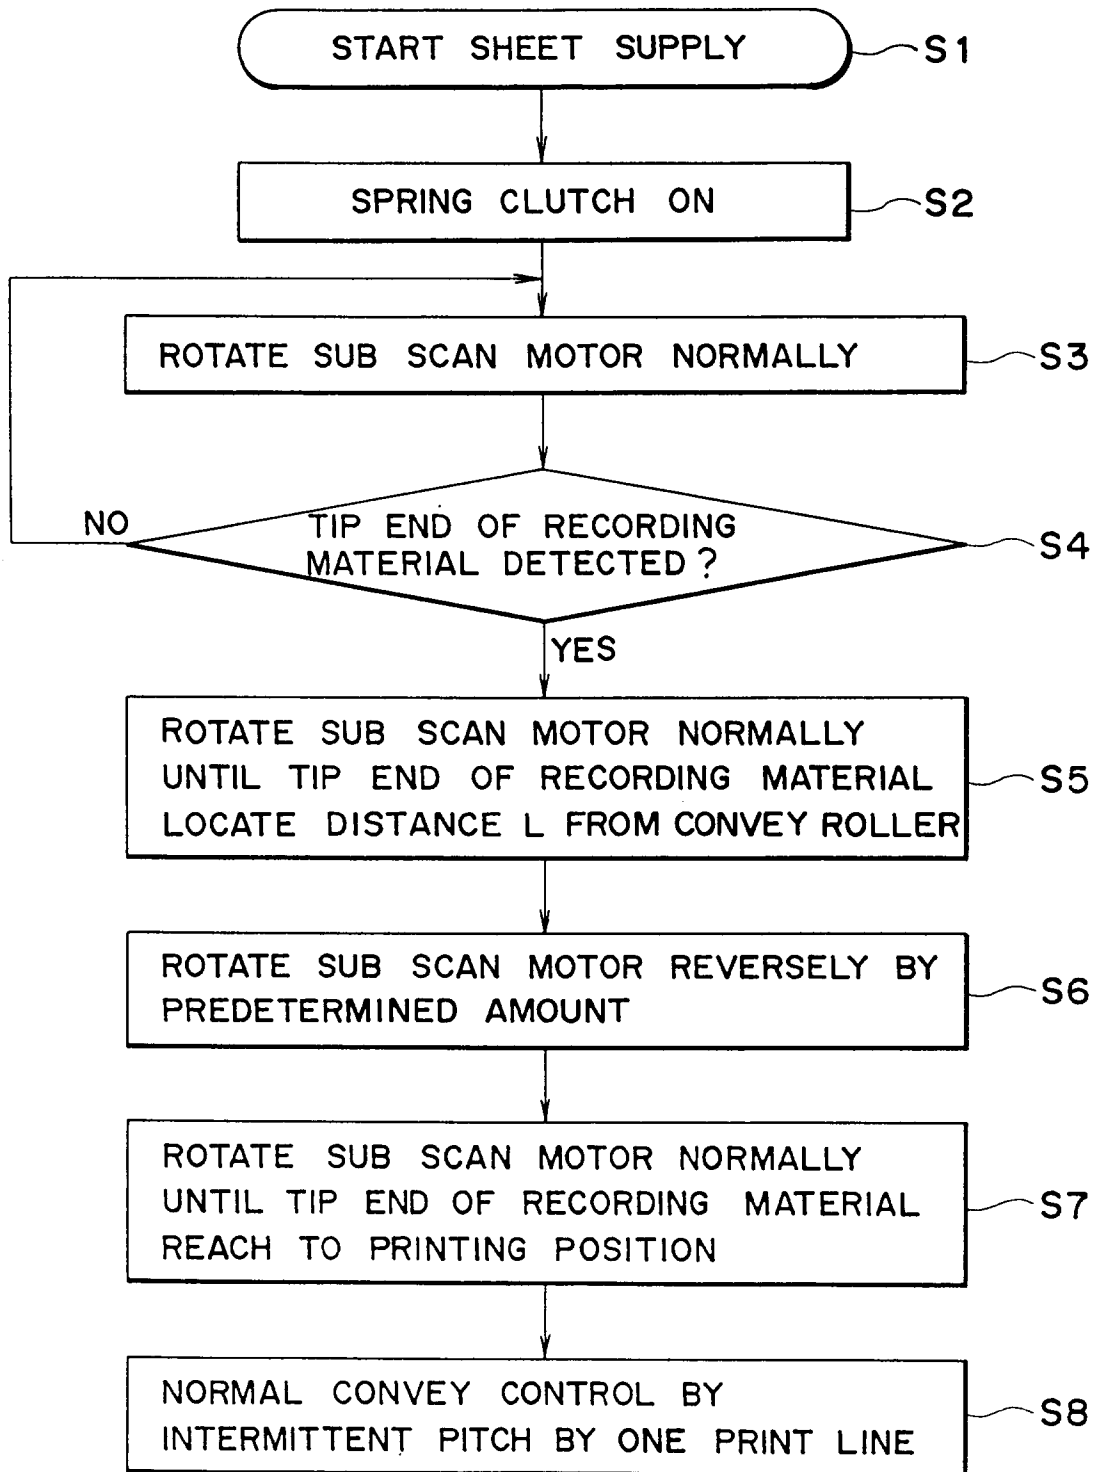 START SHEET SUPPLY
S1
SPRING CLUTCH ON
S2
ROTATE SUB SCAN MOTOR NORMALLY
S3
TIP END OF RECORDING
MATERIAL DETECTED?
S4
NO
YES
ROTATE SUB SCAN MOTOR NORMALLY
UNTIL TIP END OF RECORDING MATERIAL
LOCATE DISTANCE L FROM CONVEY ROLLER
S5
ROTATE SUB SCAN MOTOR REVERSELY BY
PREDETERMINED AMOUNT
S6
ROTATE SUB SCAN MOTOR NORMALLY
UNTIL TIP END OF RECORDING MATERIAL
REACH TO PRINTING POSITION
S7
NORMAL CONVEY CONTROL BY
INTERMITTENT PITCH BY ONE PRINT LINE
S8